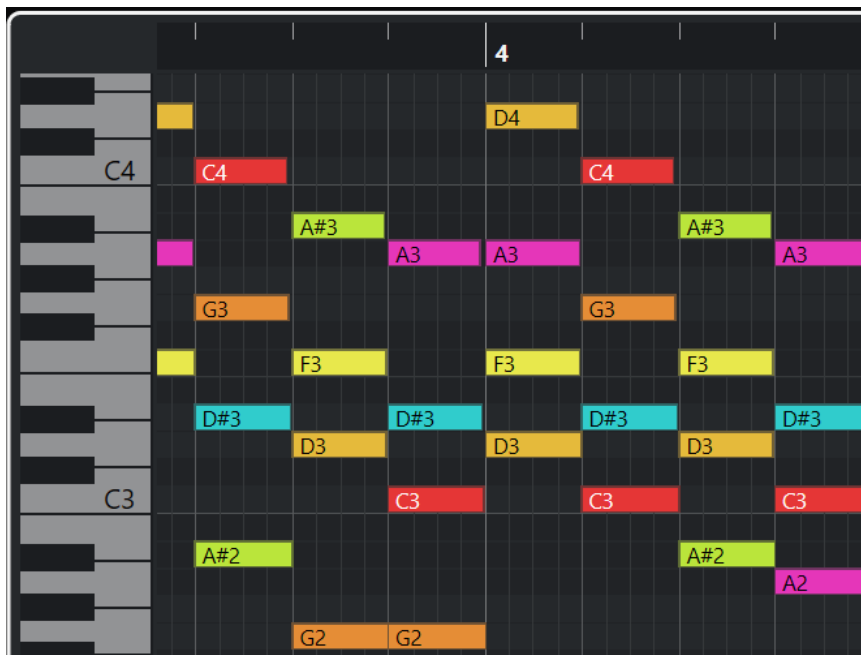 4
D4
C4 C4 C4
A#3 A#3
A3 A3 A3
G3 G3
F3 F3 F3
D#3 D#3 D#3 D#3
D3 D3 D3
C3 C3 C3 C3
A#2 A#2
A2
G2 G2